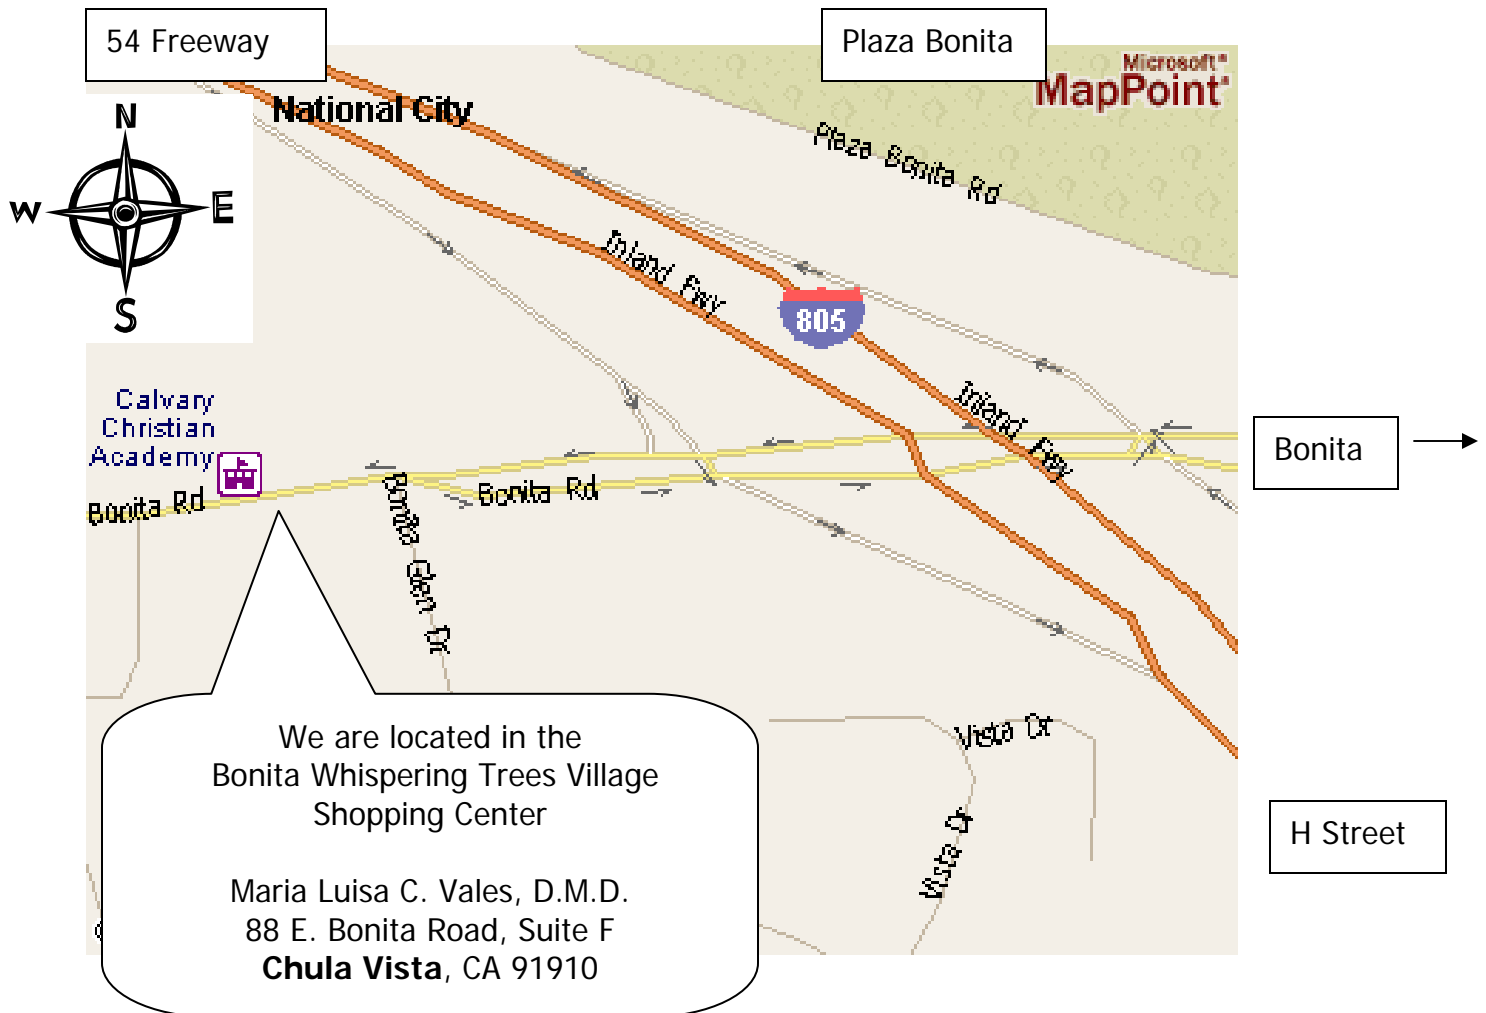 54 Freeway
Plaza Bonita
Microsoft®
MapPoint®
National City
N
W
E
S
Plaza Bonita Rd
Inland Fwy
805
Inland Fwy
Calvary
Christian
Academy
Bonita Rd
Bonita Rd
Bonita Glen Dr
Bonita
We are located in the
Bonita Whispering Trees Village
Shopping Center
Maria Luisa C. Vales, D.M.D.
88 E. Bonita Road, Suite F
Chula Vista, CA 91910
Vista Dr
Vista Dr
H Street